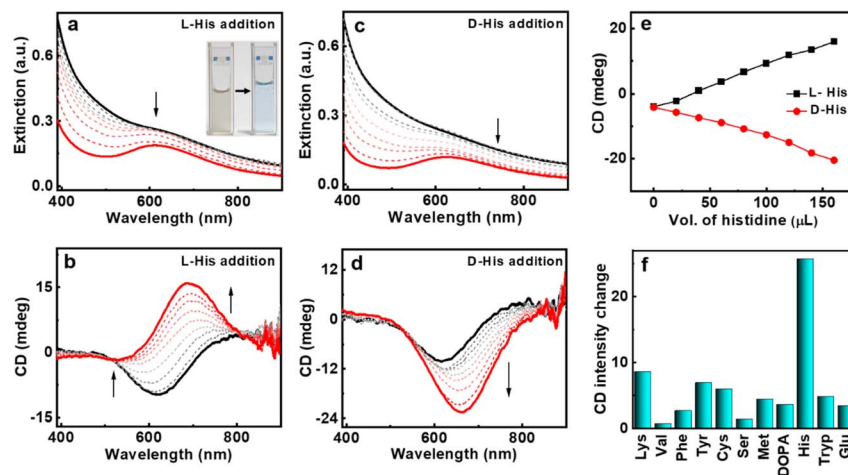 a
L-His addition
Extinction (a.u.)
0.6
0.3
0.0
400
600
800
Wavelength (nm)
c
D-His addition
Extinction (a.u.)
0.6
0.3
0.0
400
600
800
Wavelength (nm)
e
CD (mdeg)
20
0
-20
L- His
D-His
0
50
100
150
Vol. of histidine (μL)
b
L-His addition
CD (mdeg)
15
0
-15
400
600
800
Wavelength (nm)
d
D-His addition
CD (mdeg)
12
0
-12
-24
400
600
800
Wavelength (nm)
f
CD intensity change
20
10
0
Lys
Val
Phe
Tyr
Cys
Ser
Met
DOPA
His
Tryp
Glu